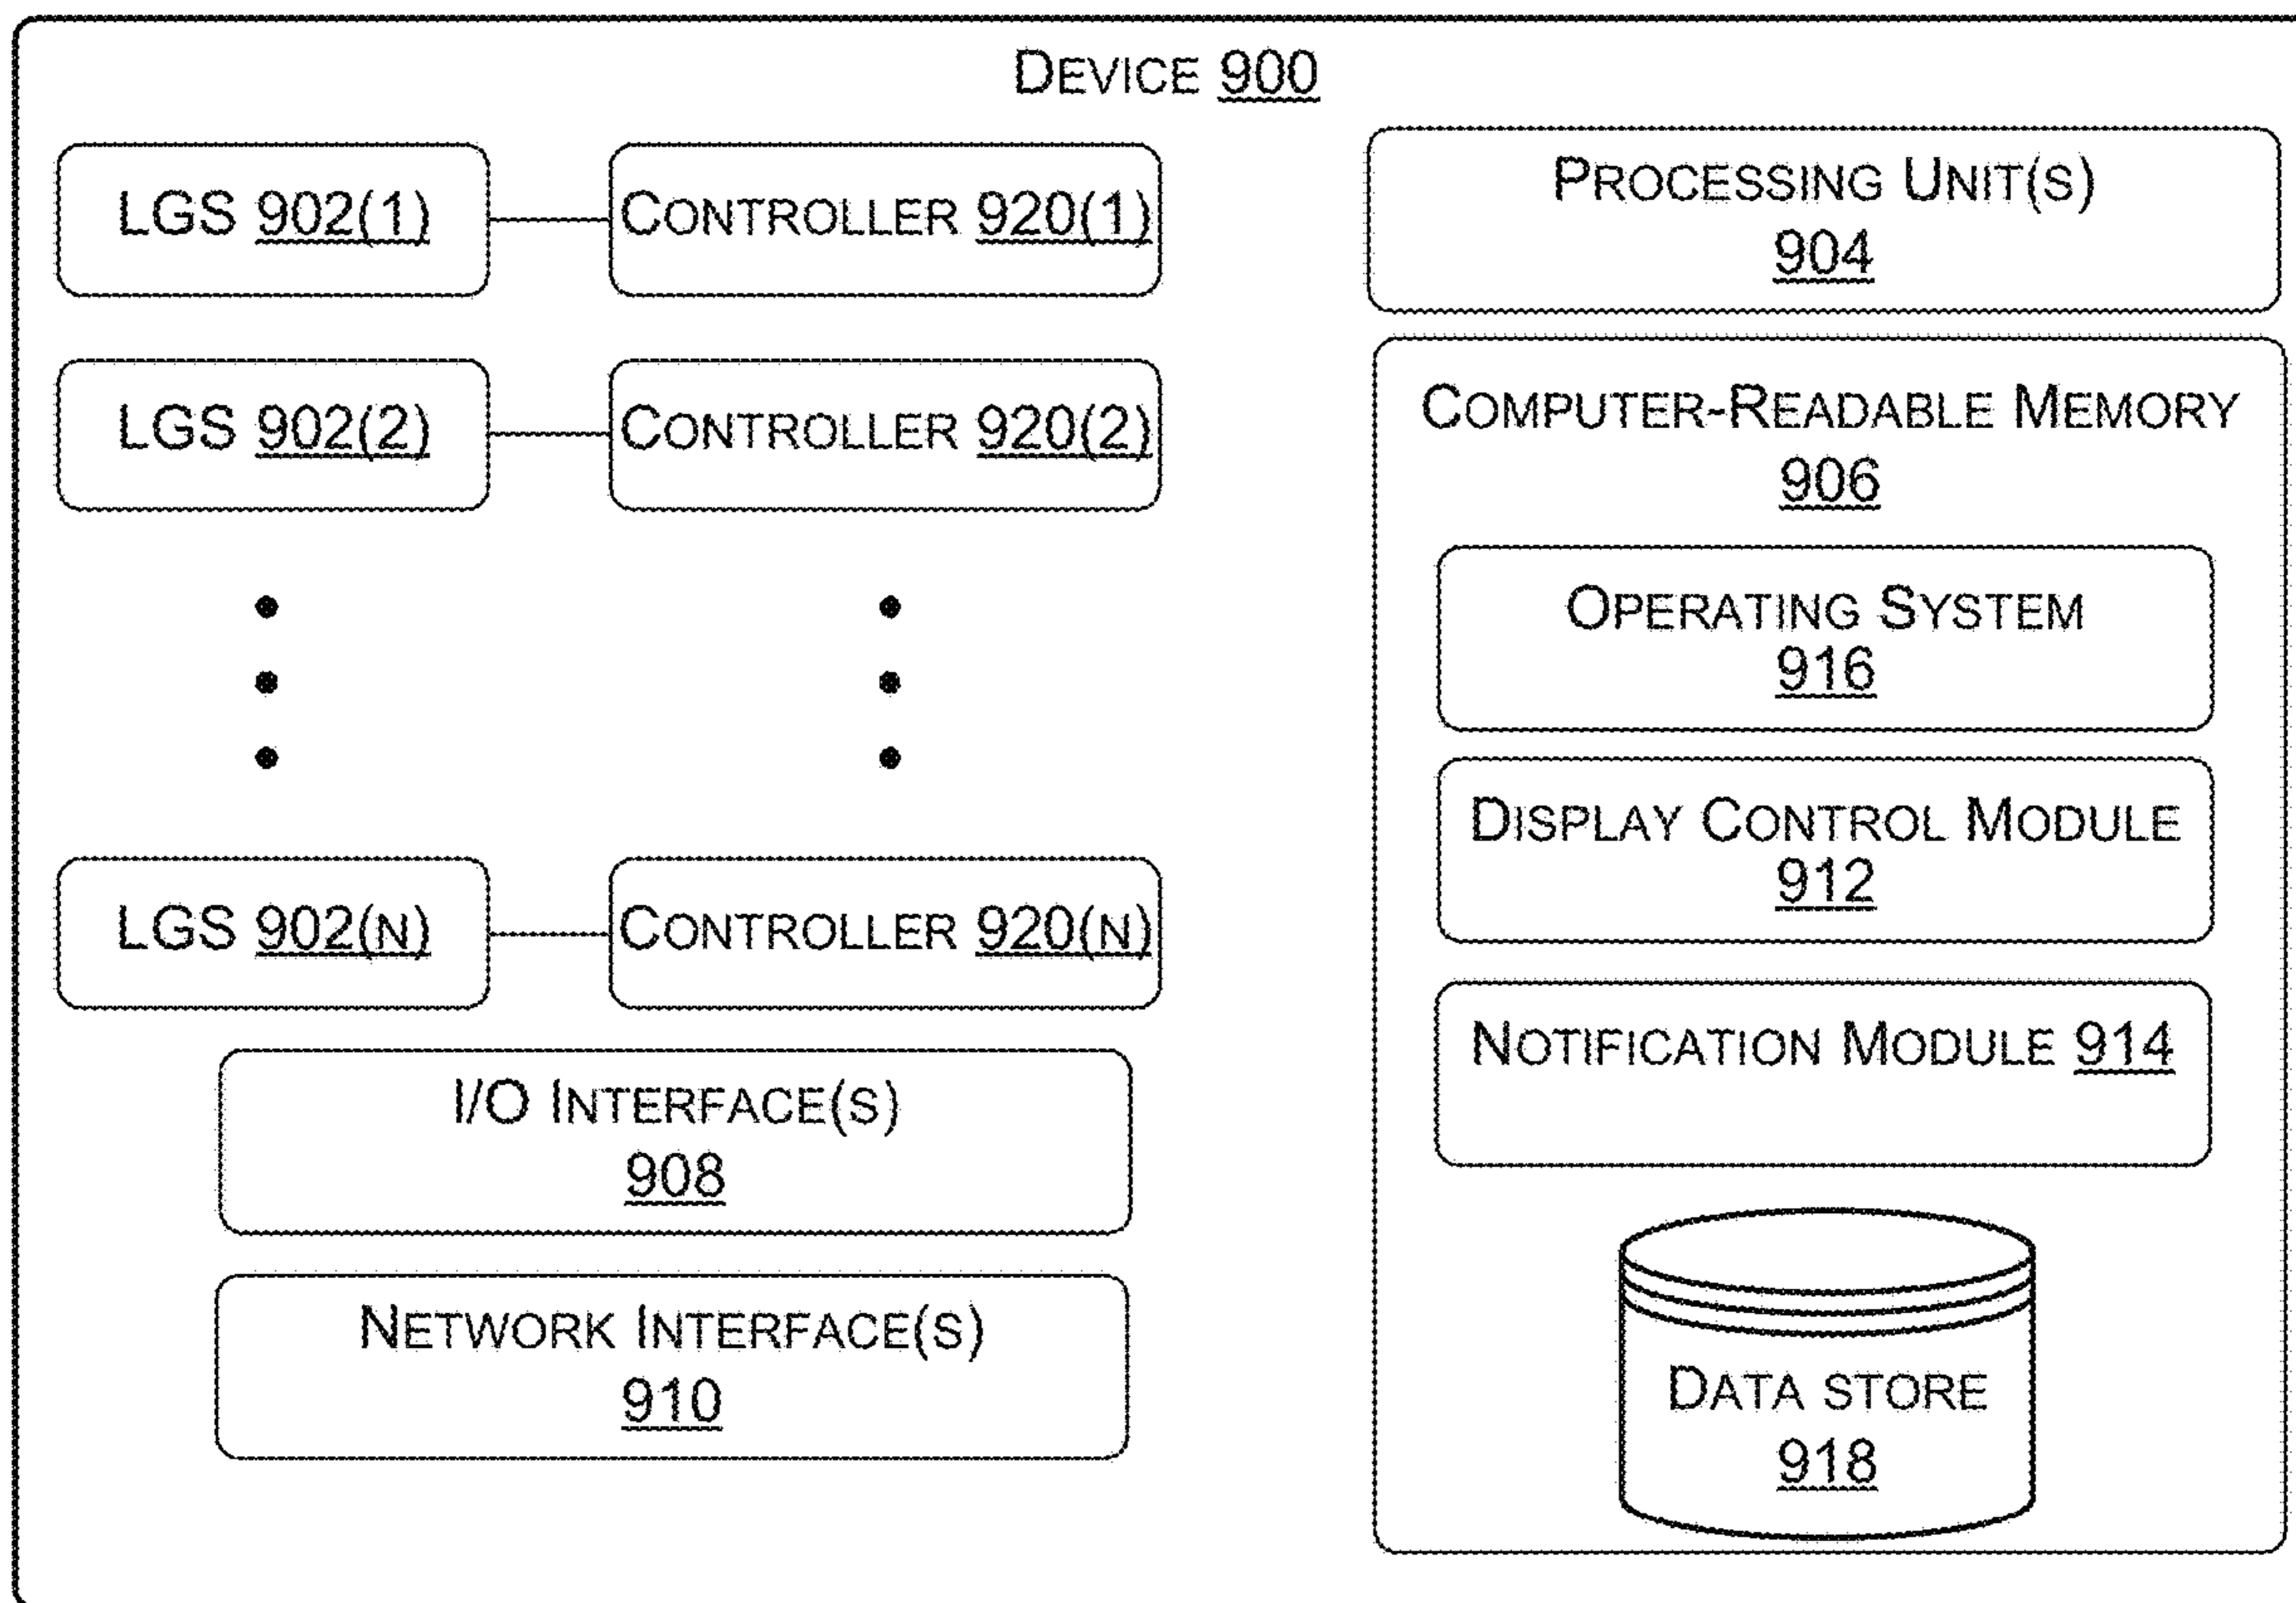 DEVICE 900
LGS 902(1)
CONTROLLER 920(1)
LGS 902(2)
CONTROLLER 920(2)
LGS 902(N)
CONTROLLER 920(N)
I/O INTERFACE(S)
908
NETWORK INTERFACE(S)
910
PROCESSING UNIT(S)
904
COMPUTER-READABLE MEMORY
906
OPERATING SYSTEM
916
DISPLAY CONTROL MODULE
912
NOTIFICATION MODULE 914
DATA STORE
918